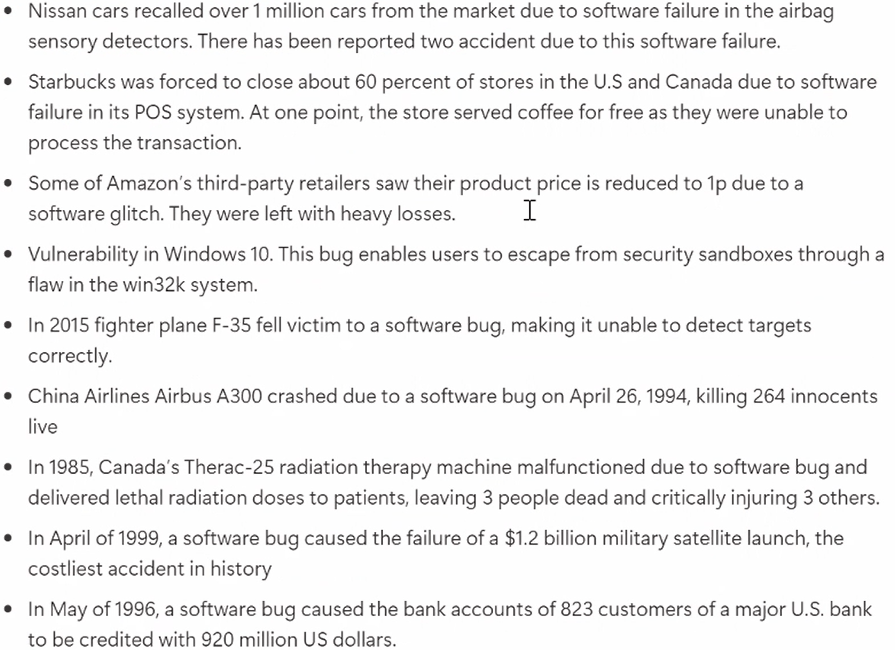 • Nissan cars recalled over 1 million cars from the market due to software failure in the airbag
sensory detectors. There has been reported two accident due to this software failure.
• Starbucks was forced to close about 60 percent of stores in the U.S and Canada due to software
failure in its POS system. At one point, the store served coffee for free as they were unable to
process the transaction.
• Some of Amazon's third-party retailers saw their product price is reduced to 1p due to a
software glitch. They were left with heavy losses.
• Vulnerability in Windows 10. This bug enables users to escape from security sandboxes through a
flaw in the win32k system.
• In 2015 fighter plane F-35 fell victim to a software bug, making it unable to detect targets
correctly.
• China Airlines Airbus A300 crashed due to a software bug on April 26, 1994, killing 264 innocents
live
• In 1985, Canada's Therac-25 radiation therapy machine malfunctioned due to software bug and
delivered lethal radiation doses to patients, leaving 3 people dead and critically injuring 3 others.
• In April of 1999, a software bug caused the failure of a $1.2 billion military satellite launch, the
costliest accident in history
• In May of 1996, a software bug caused the bank accounts of 823 customers of a major U.S. bank
to be credited with 920 million US dollars.